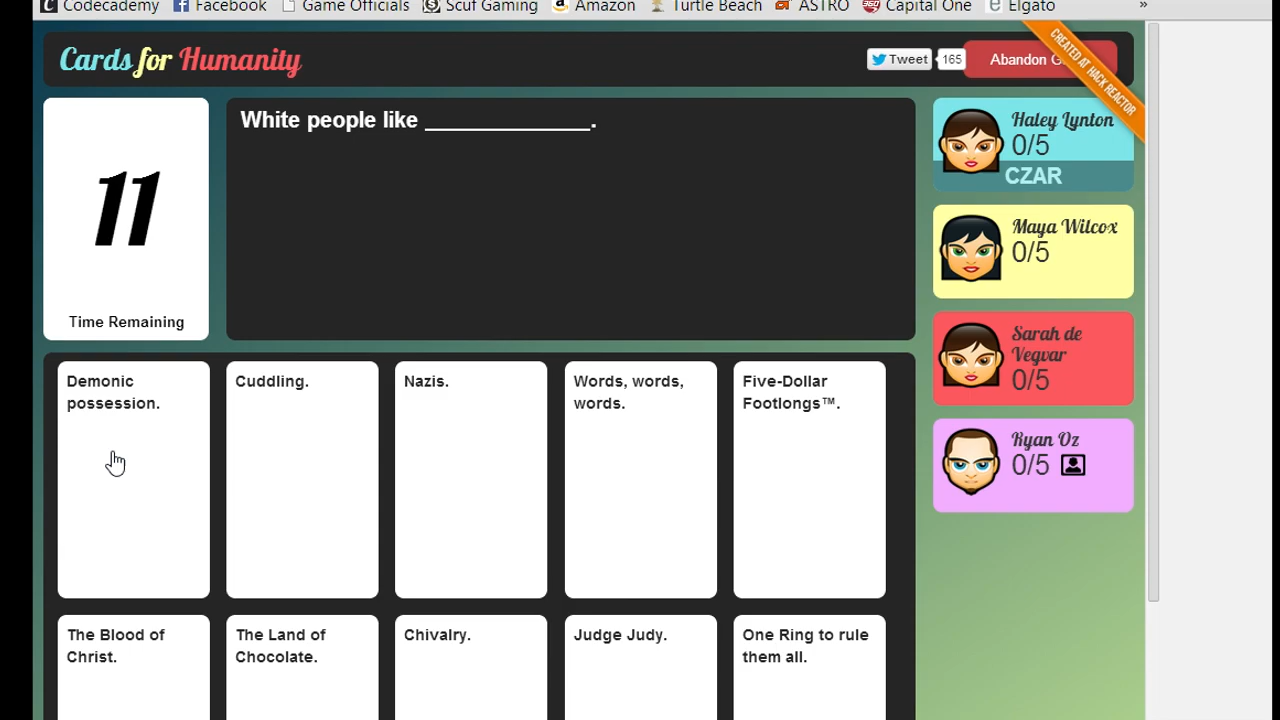 Codecademy Facebook Game Officials Scuf Gaming Amazon Turtle Beach ASTRO Capital One Elgato »
Cards for Humanity
Tweet 165
Abandon G
CREATED AT HACK REACTOR
11
Time Remaining
White people like _____________.
Haley Lynton
0/5
CZAR
Maya Wilcox
0/5
Sarah de
Vegvar
0/5
Ryan Oz
0/5
Demonic
possession.
Cuddling.
Nazis.
Words, words,
words.
Five-Dollar
Footlongs™.
The Blood of
Christ.
The Land of
Chocolate.
Chivalry.
Judge Judy.
One Ring to rule
them all.